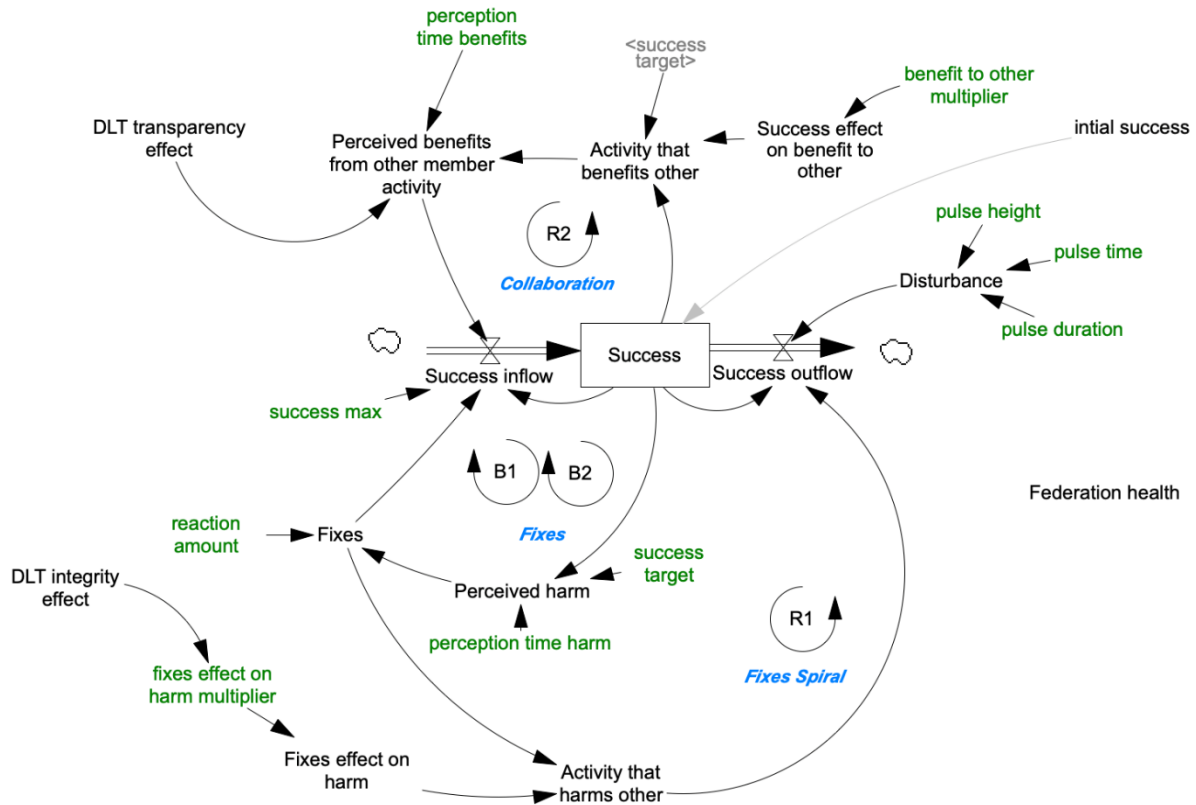 perception
time benefits
<success
target>
benefit to other
multiplier
DLT transparency
effect
Perceived benefits
from other member
activity
Activity that
benefits other
Success effect
on benefit to
other
intial success
R2
Collaboration
pulse height
pulse time
Disturbance
pulse duration
Success
Success inflow
Success outflow
success max
B1
B2
Fixes
Federation health
reaction
amount
Fixes
success
target
DLT integrity
effect
Perceived harm
perception time harm
R1
Fixes Spiral
fixes effect on
harm multiplier
Fixes effect on
harm
Activity that
harms other